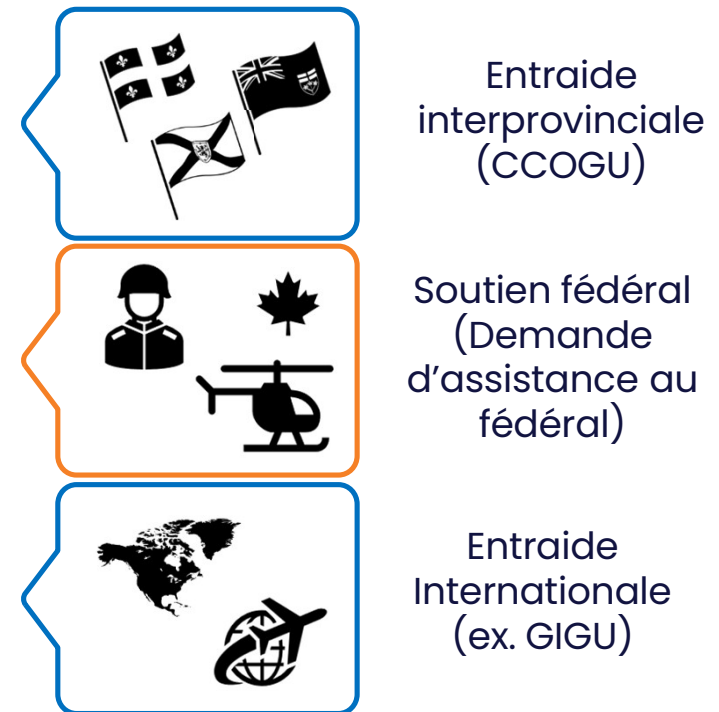 Entraide
interprovinciale
(CCOGU)
Soutien fédéral
(Demande
d’assistance au
fédéral)
Entraide
Internationale
(ex. GIGU)